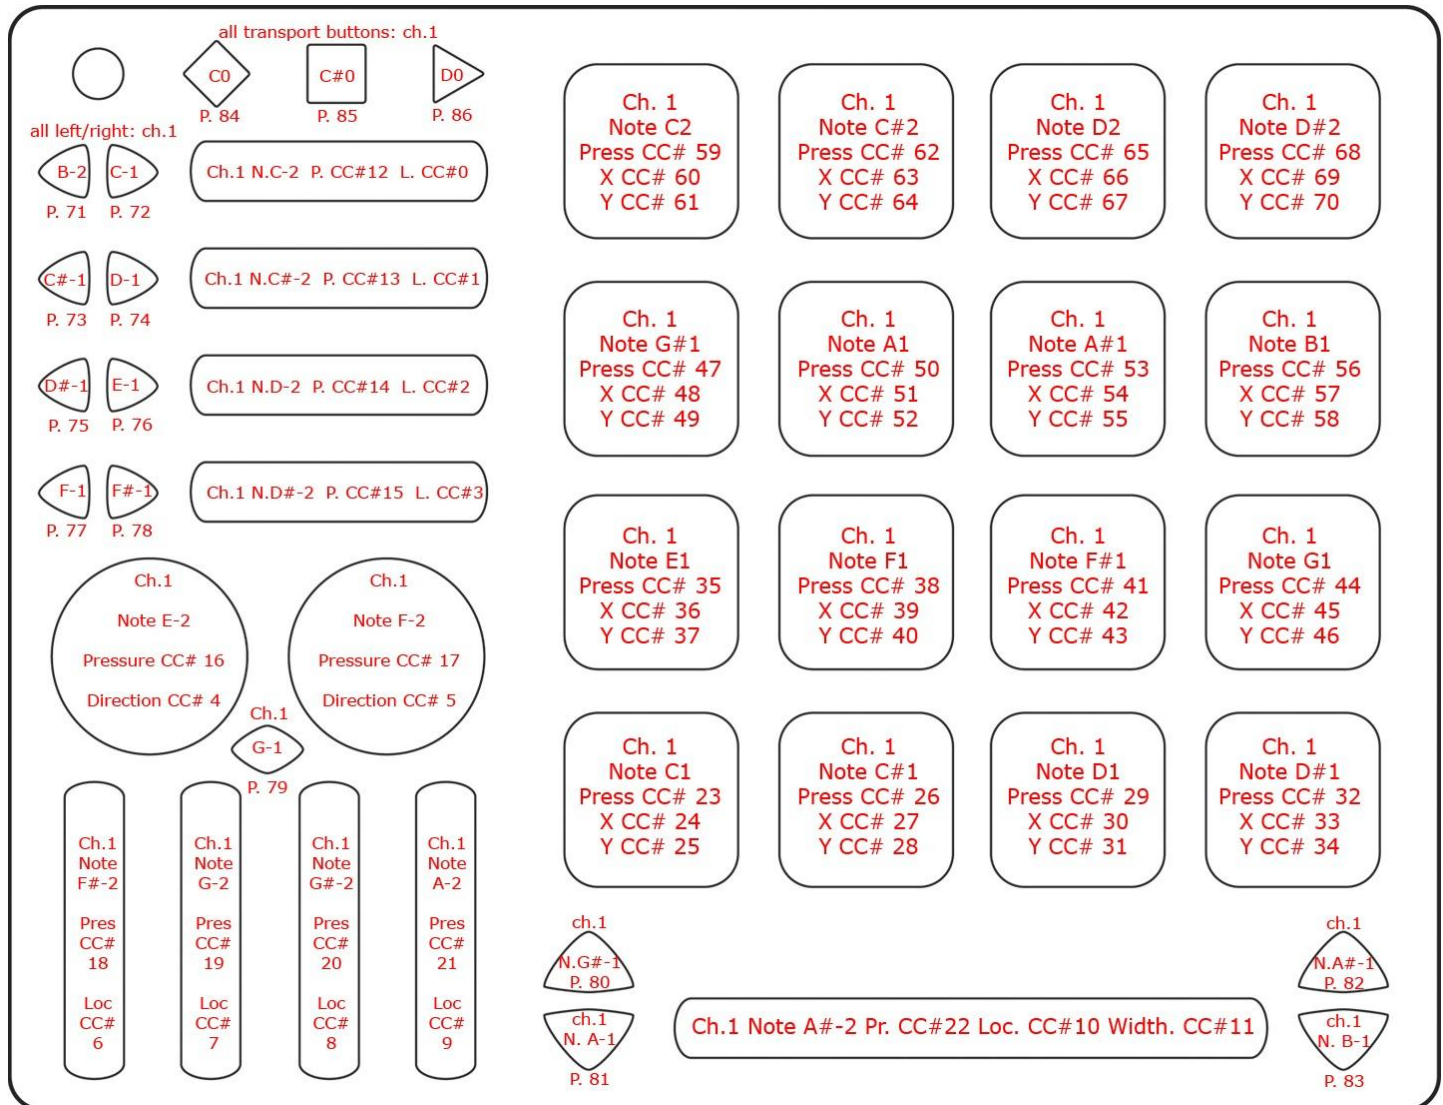 all transport buttons: ch.1
C0
C#0
D0
P. 84
P. 85
P. 86
all left/right: ch.1
B-2
C-1
P. 71
P. 72
Ch.1 N.C-2 P. CC#12 L. CC#0
C#-1
D-1
P. 73
P. 74
Ch.1 N.C#-2 P. CC#13 L. CC#1
D#-1
E-1
P. 75
P. 76
Ch.1 N.D-2 P. CC#14 L. CC#2
F-1
F#-1
P. 77
P. 78
Ch.1 N.D#-2 P. CC#15 L. CC#3
Ch.1
Note E-2
Pressure CC# 16
Direction CC# 4
Ch.1
Note F-2
Pressure CC# 17
Direction CC# 5
Ch.1
G-1
P. 79
Ch.1
Note
F#-2
Pres
CC#
18
Loc
CC#
6
Ch.1
Note
G-2
Pres
CC#
19
Loc
CC#
7
Ch.1
Note
G#-2
Pres
CC#
20
Loc
CC#
8
Ch.1
Note
A-2
Pres
CC#
21
Loc
CC#
9
Ch. 1
Note C2
Press CC# 59
X CC# 60
Y CC# 61
Ch. 1
Note C#2
Press CC# 62
X CC# 63
Y CC# 64
Ch. 1
Note D2
Press CC# 65
X CC# 66
Y CC# 67
Ch. 1
Note D#2
Press CC# 68
X CC# 69
Y CC# 70
Ch. 1
Note G#1
Press CC# 47
X CC# 48
Y CC# 49
Ch. 1
Note A1
Press CC# 50
X CC# 51
Y CC# 52
Ch. 1
Note A#1
Press CC# 53
X CC# 54
Y CC# 55
Ch. 1
Note B1
Press CC# 56
X CC# 57
Y CC# 58
Ch. 1
Note E1
Press CC# 35
X CC# 36
Y CC# 37
Ch. 1
Note F1
Press CC# 38
X CC# 39
Y CC# 40
Ch. 1
Note F#1
Press CC# 41
X CC# 42
Y CC# 43
Ch. 1
Note G1
Press CC# 44
X CC# 45
Y CC# 46
Ch. 1
Note C1
Press CC# 23
X CC# 24
Y CC# 25
Ch. 1
Note C#1
Press CC# 26
X CC# 27
Y CC# 28
Ch. 1
Note D1
Press CC# 29
X CC# 30
Y CC# 31
Ch. 1
Note D#1
Press CC# 32
X CC# 33
Y CC# 34
ch.1
N.G#-1
P. 80
ch.1
N. A-1
P. 81
Ch.1 Note A#-2 Pr. CC#22 Loc. CC#10 Width. CC#11
ch.1
N.A#-1
P. 82
ch.1
N. B-1
P. 83